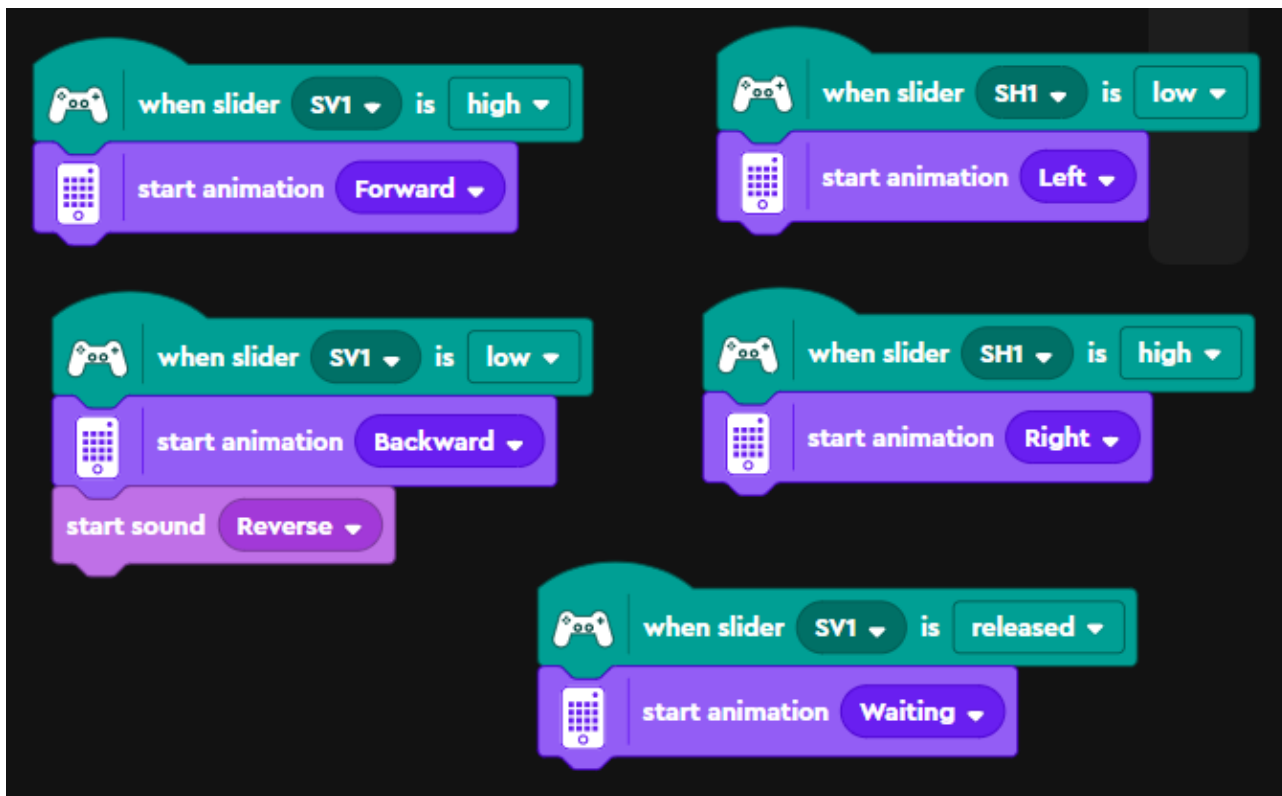 when slider SV1 is high
start animation Forward
when slider SH1 is low
start animation Left
when slider SV1 is low
start animation Backward
start sound Reverse
when slider SH1 is high
start animation Right
when slider SV1 is released
start animation Waiting